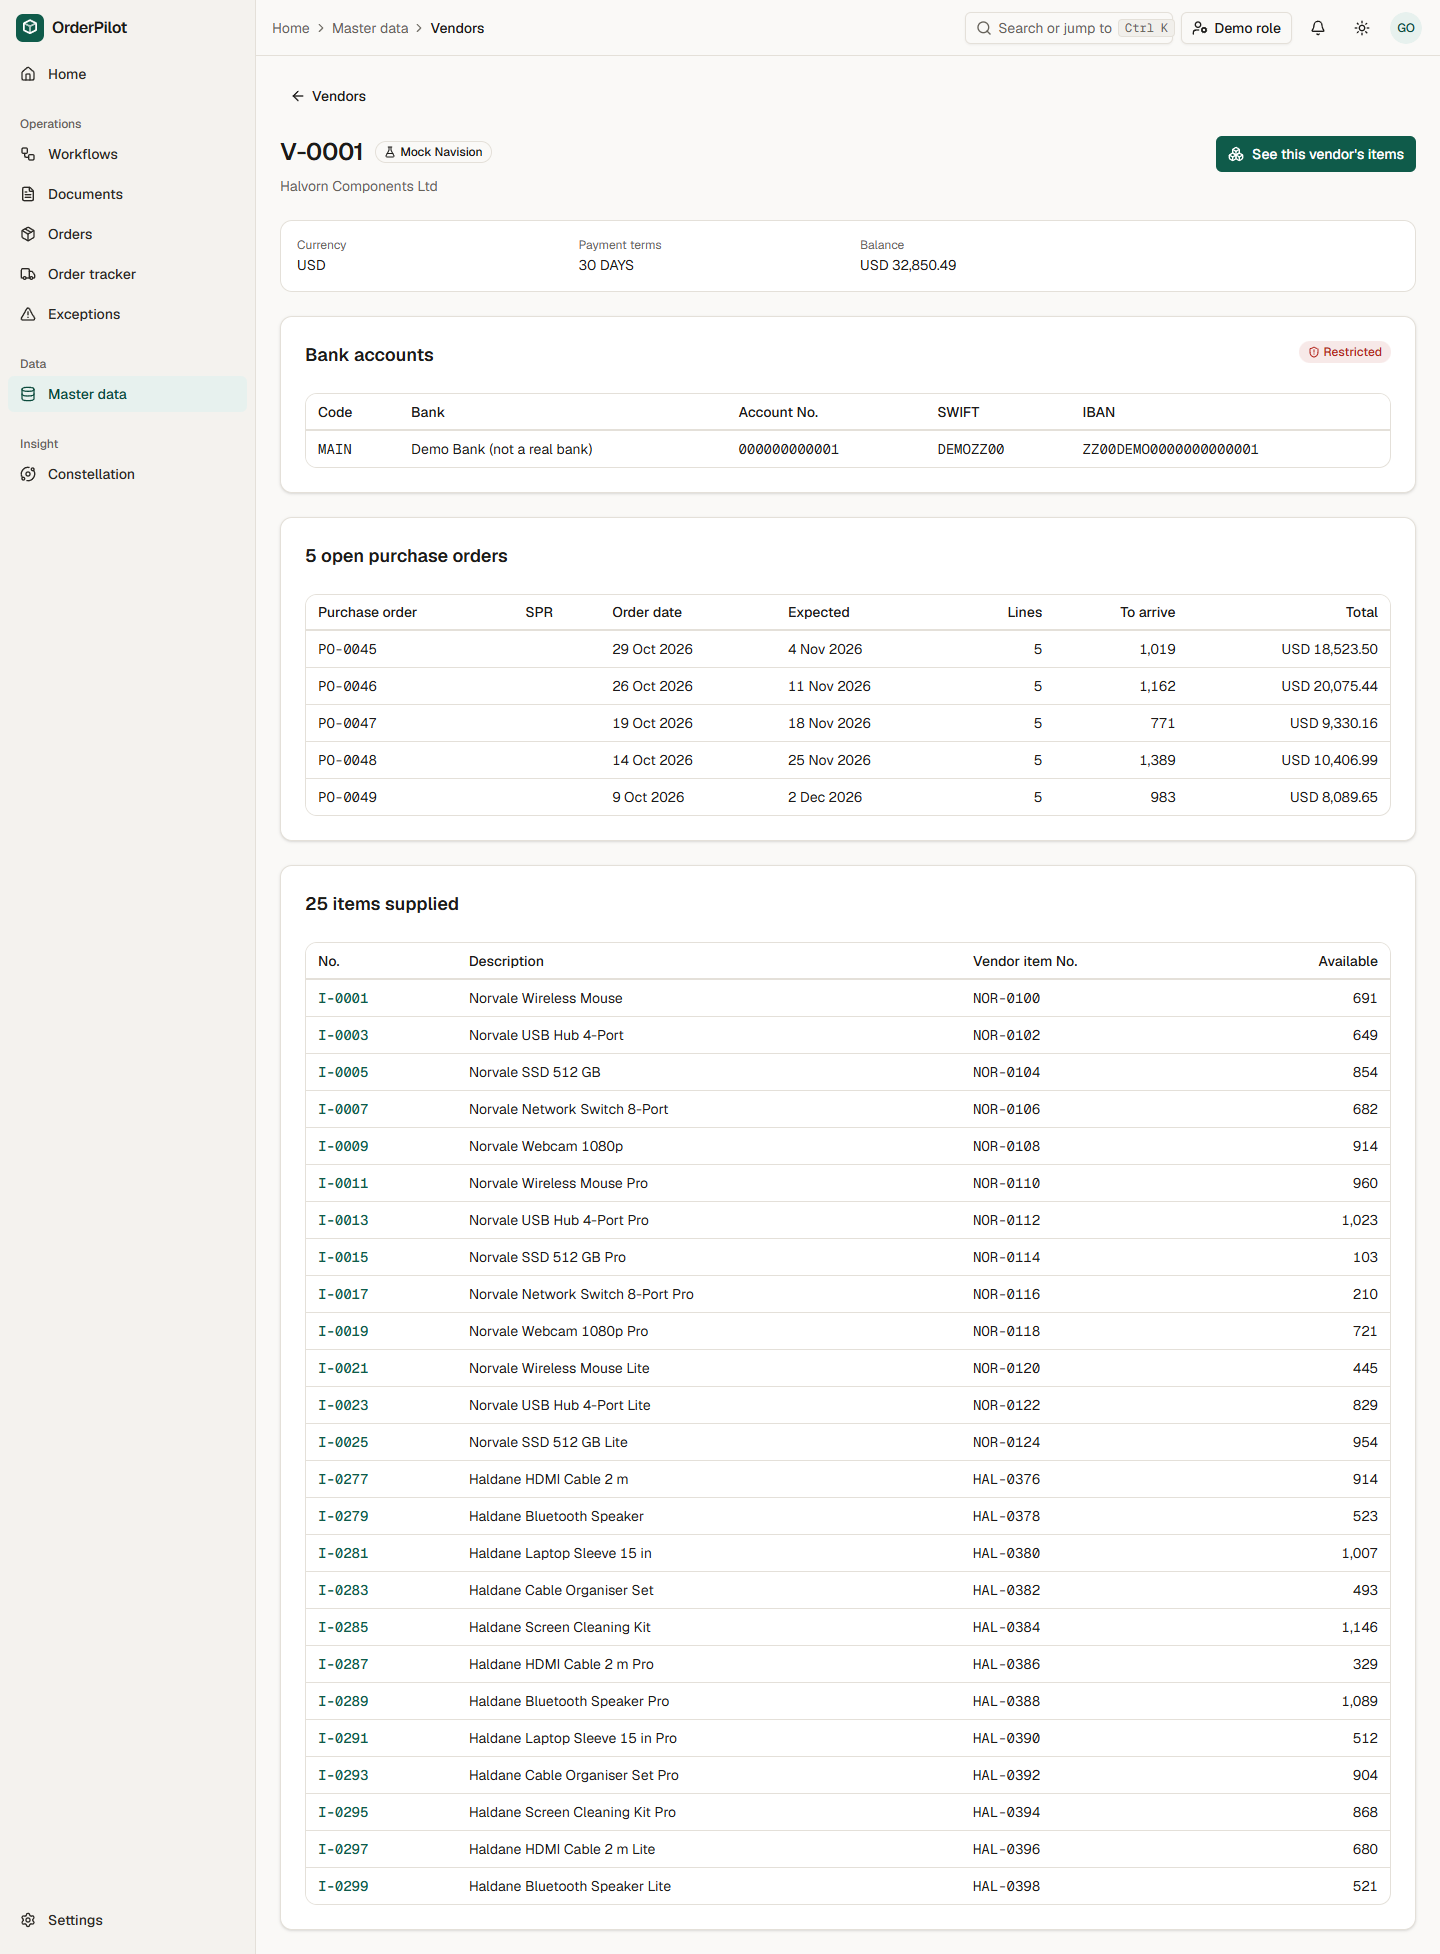 OrderPilot
Home
Operations
Workflows
Documents
Orders
Order tracker
Exceptions
Data
Master data
Insight
Constellation
Settings
Home > Master data > Vendors
Search or jump to Ctrl K
Demo role
GO
Vendors
V-0001 Mock Navision
Halvorn Components Ltd
See this vendor's items
Currency Payment terms Balance
USD 30 DAYS USD 32,850.49
Bank accounts Restricted
Code Bank Account No. SWIFT IBAN
MAIN Demo Bank (not a real bank) 000000000001 DEMOZZ00 ZZ00DEMO0000000000001
5 open purchase orders
Purchase order SPR Order date Expected Lines To arrive Total
PO-0045 29 Oct 2026 4 Nov 2026 5 1,019 USD 18,523.50
PO-0046 26 Oct 2026 11 Nov 2026 5 1,162 USD 20,075.44
PO-0047 19 Oct 2026 18 Nov 2026 5 771 USD 9,330.16
PO-0048 14 Oct 2026 25 Nov 2026 5 1,389 USD 10,406.99
PO-0049 9 Oct 2026 2 Dec 2026 5 983 USD 8,089.65
25 items supplied
No. Description Vendor item No. Available
I-0001 Norvale Wireless Mouse NOR-0100 691
I-0003 Norvale USB Hub 4-Port NOR-0102 649
I-0005 Norvale SSD 512 GB NOR-0104 854
I-0007 Norvale Network Switch 8-Port NOR-0106 682
I-0009 Norvale Webcam 1080p NOR-0108 914
I-0011 Norvale Wireless Mouse Pro NOR-0110 960
I-0013 Norvale USB Hub 4-Port Pro NOR-0112 1,023
I-0015 Norvale SSD 512 GB Pro NOR-0114 103
I-0017 Norvale Network Switch 8-Port Pro NOR-0116 210
I-0019 Norvale Webcam 1080p Pro NOR-0118 721
I-0021 Norvale Wireless Mouse Lite NOR-0120 445
I-0023 Norvale USB Hub 4-Port Lite NOR-0122 829
I-0025 Norvale SSD 512 GB Lite NOR-0124 954
I-0277 Haldane HDMI Cable 2 m HAL-0376 914
I-0279 Haldane Bluetooth Speaker HAL-0378 523
I-0281 Haldane Laptop Sleeve 15 in HAL-0380 1,007
I-0283 Haldane Cable Organiser Set HAL-0382 493
I-0285 Haldane Screen Cleaning Kit HAL-0384 1,146
I-0287 Haldane HDMI Cable 2 m Pro HAL-0386 329
I-0289 Haldane Bluetooth Speaker Pro HAL-0388 1,089
I-0291 Haldane Laptop Sleeve 15 in Pro HAL-0390 512
I-0293 Haldane Cable Organiser Set Pro HAL-0392 904
I-0295 Haldane Screen Cleaning Kit Pro HAL-0394 868
I-0297 Haldane HDMI Cable 2 m Lite HAL-0396 680
I-0299 Haldane Bluetooth Speaker Lite HAL-0398 521